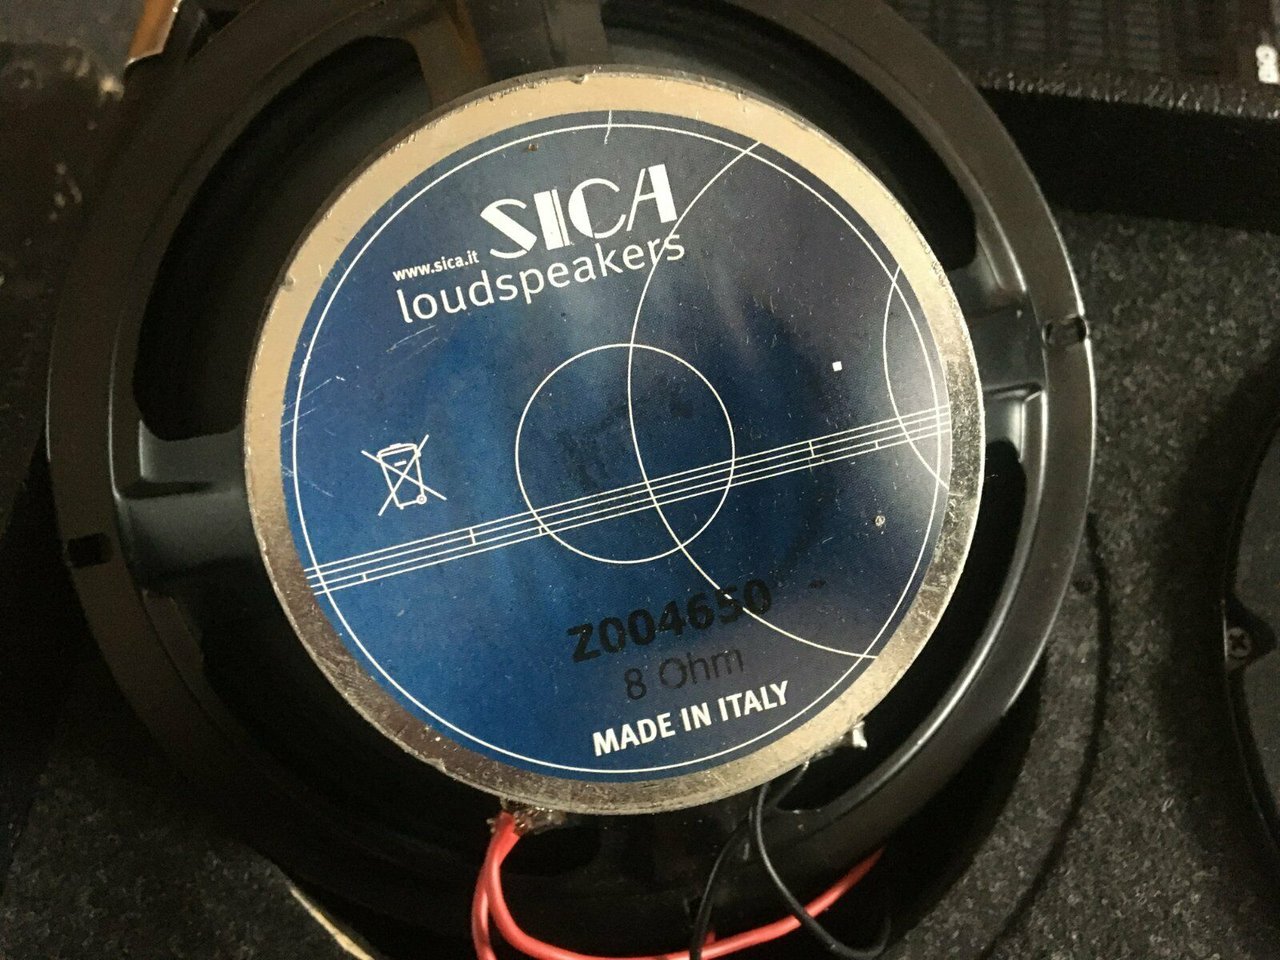 SICA
www.sica.it
loudspeakers
Z004650
8 Ohm
MADE IN ITALY